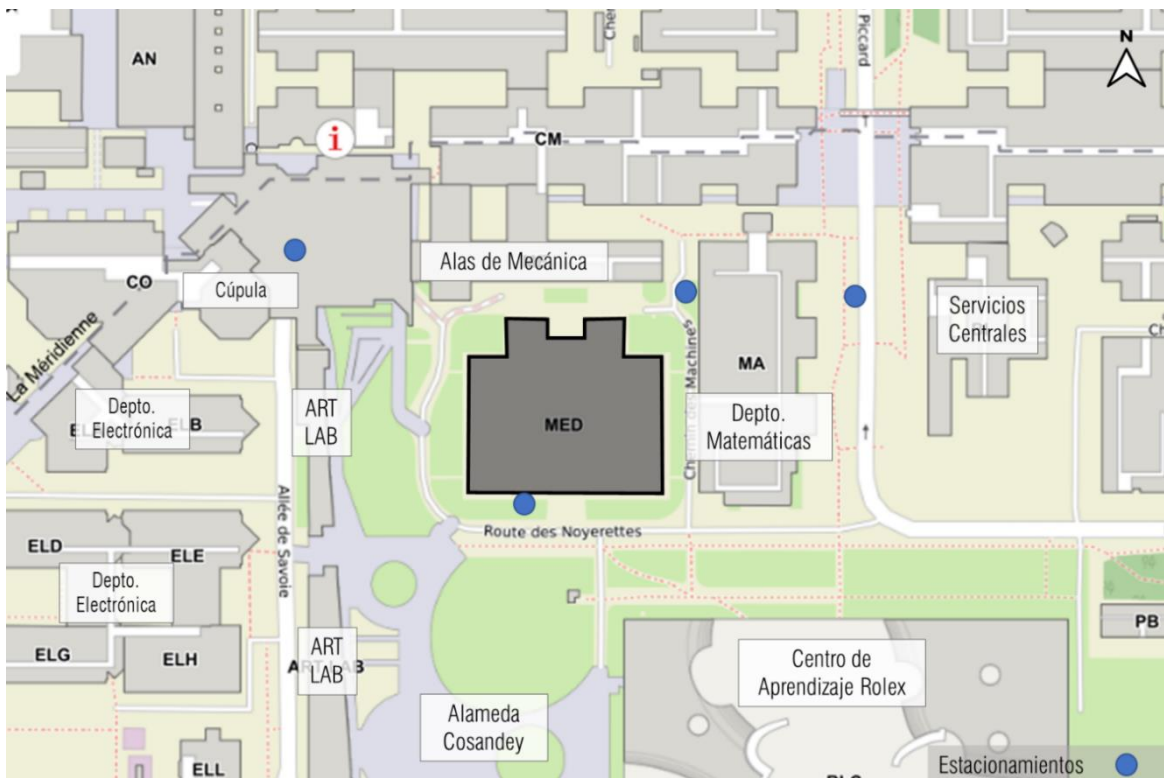 Piccard
N
AN
i
CM
Alas de Mecánica
CO
Cúpula
Servicios
Centrales
La Méridienne
MA
Chemin des Machines
Depto.
Electrónica
ELB
ART
LAB
MED
Depto.
Matemáticas
Allée de Savoie
Route des Noyerettes
ELD
ELE
Depto.
Electrónica
PB
ELG
ELH
ART
LAB
Centro de
Aprendizaje Rolex
Alameda
Cosandey
ELL
Estacionamientos